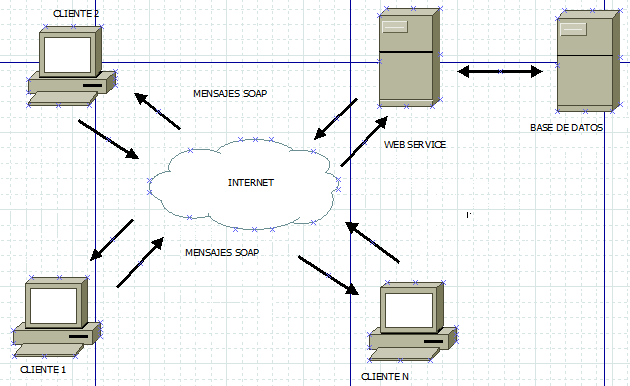 CLIENTE 2
MENSAJES SOAP
BASE DE DATOS
WEB SERVICE
INTERNET
MENSAJES SOAP
CLIENTE 1
CLIENTE N